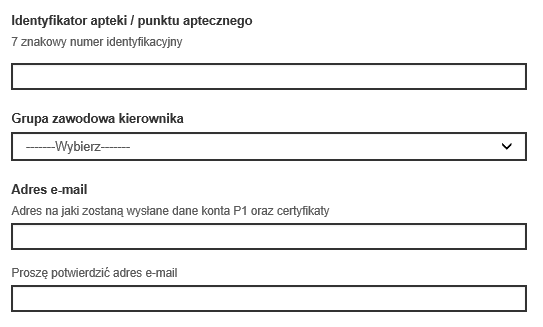 Identyfikator apteki / punktu aptecznego
7 znakowy numer identyfikacyjny
Grupa zawodowa kierownika
-------Wybierz-------
Adres e-mail
Adres na jaki zostaną wysłane dane konta P1 oraz certyfikaty
Proszę potwierdzić adres e-mail